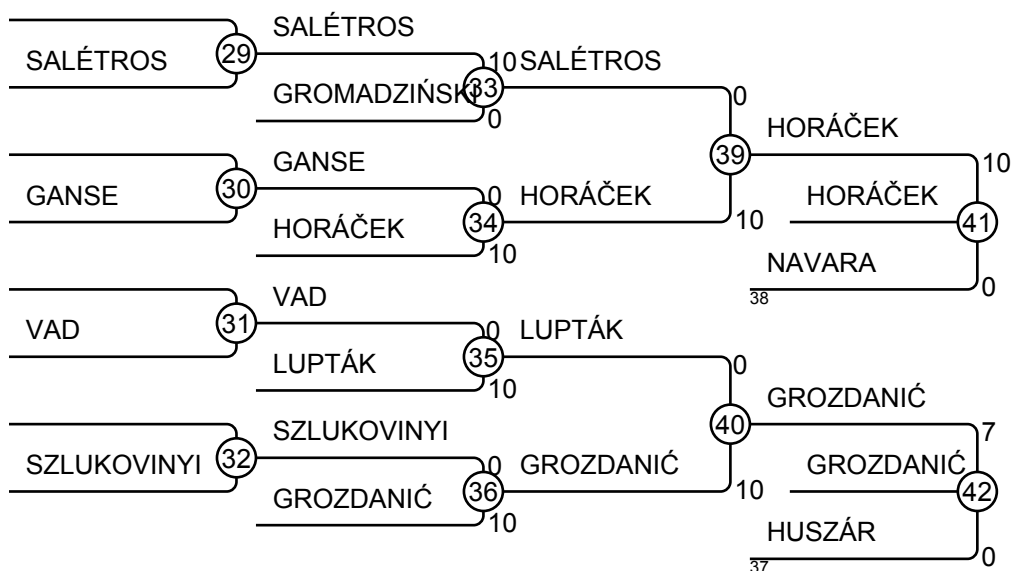 SALÉTROS
SALÉTROS 29 10 SALÉTROS
GROMADZIŃSKI 33 0
0
HORÁČEK
39 10
GANSE
GANSE 30 0 HORÁČEK HORÁČEK
HORÁČEK 34 10 10 41
NAVARA
38 0
VAD
VAD 31 0 LUPTÁK
LUPTÁK 35 10 0
GROZDANIĆ
40 7
SZLUKOVINYI
SZLUKOVINYI 32 0 GROZDANIĆ GROZDANIĆ
GROZDANIĆ 36 10 10 42
HUSZÁR
37 0